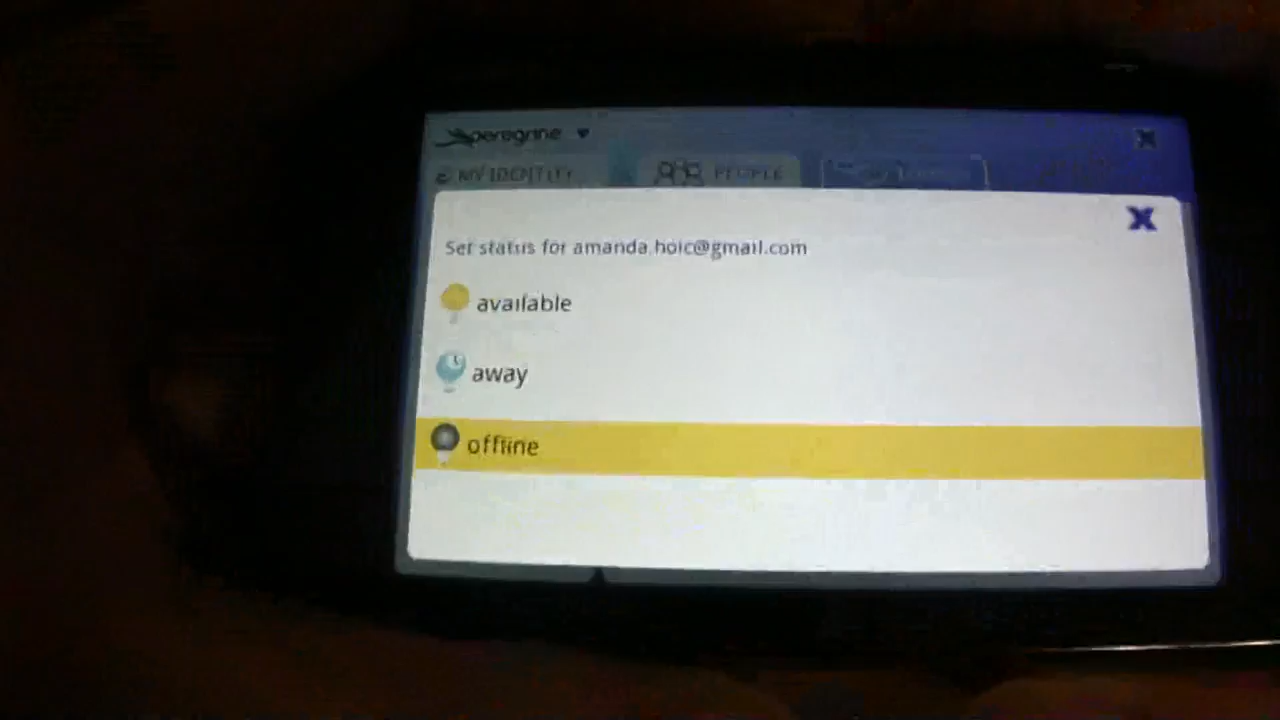 peregrine
MY IDENTITY
PEOPLE
Set status for amanda.hoic@gmail.com
available
away
offline